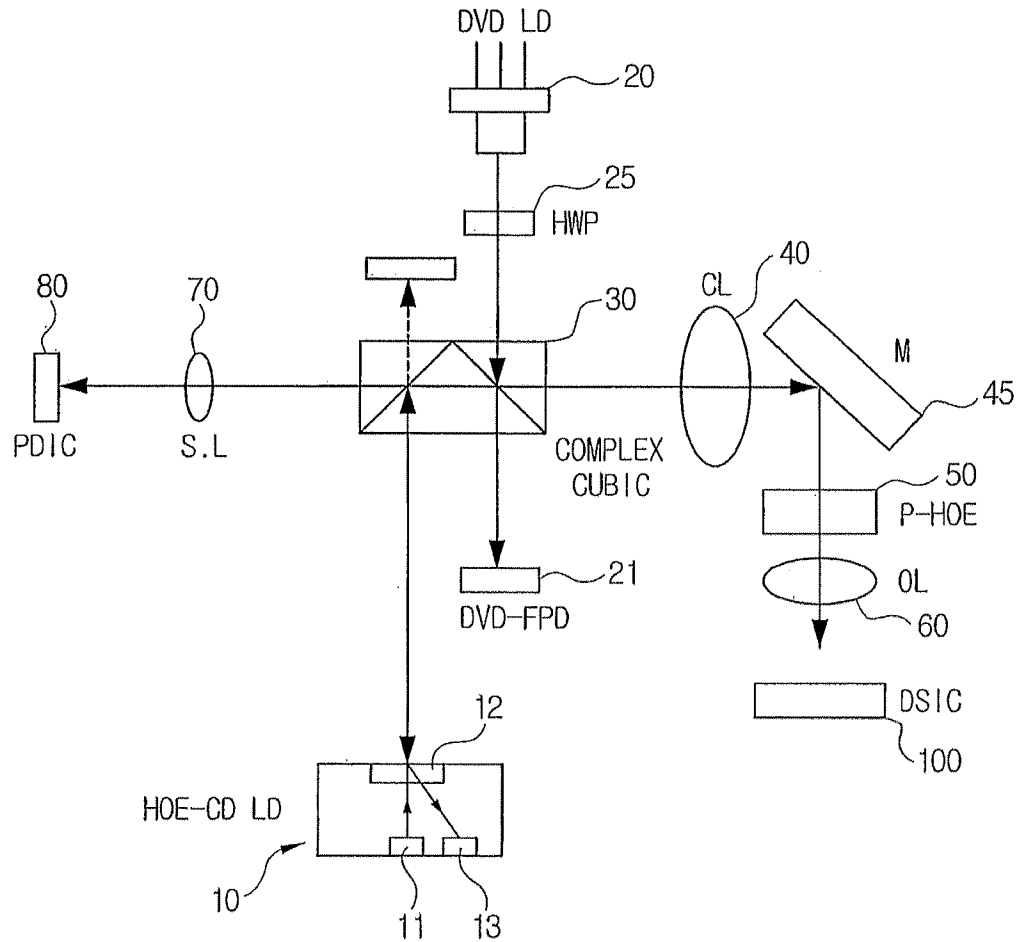 DVD LD
20
25
HWP
80
70
30
CL
40
M
45
PDIC
S.L
COMPLEX
CUBIC
50
P-HOE
21
DVD-FPD
OL
60
DSIC
100
12
HOE-CD LD
10
11
13